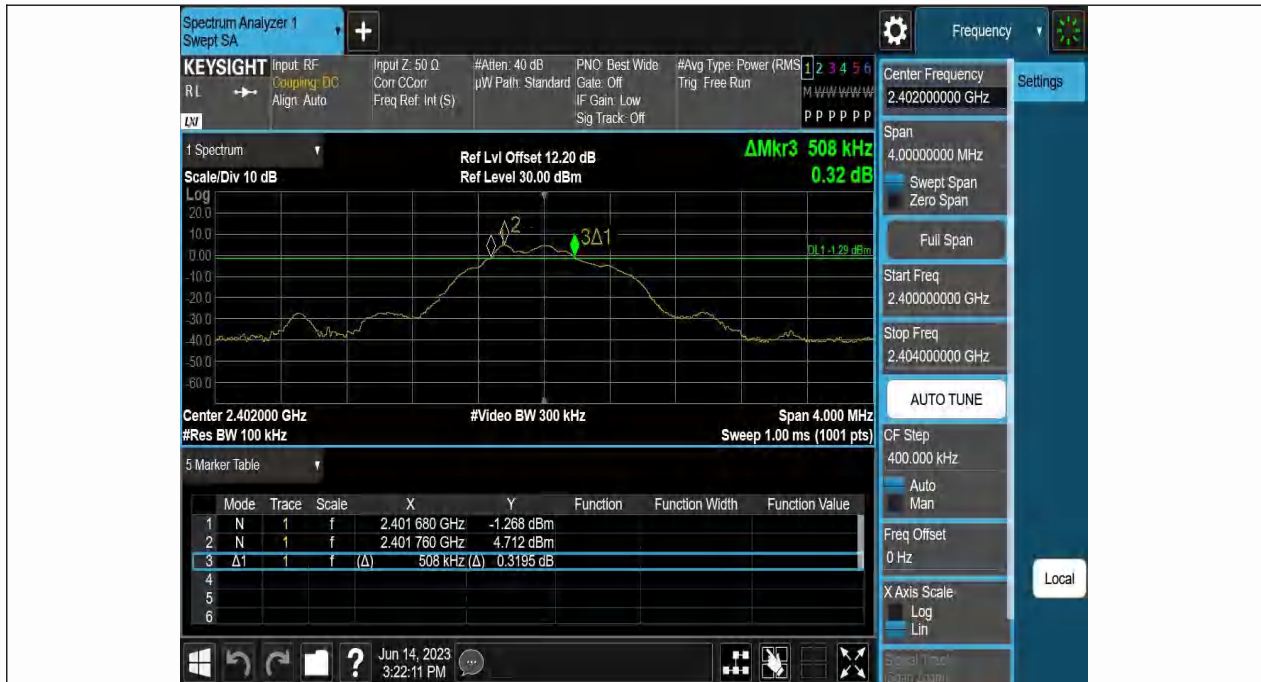 Spectrum Analyzer 1
Swept SA
+
Frequency
KEYSIGHT
RL
LXI
Input: RF
Coupling: DC
Align: Auto
Input Z: 50 Ω
Corr CCorr
Freq Ref: Int (S)
#Atten: 40 dB
µW Path: Standard
PNO: Best Wide
Gate: Off
IF Gain: Low
Sig Track: Off
#Avg Type: Power (RMS
Trig: Free Run
1 2 3 4 5 6
M W W W W W
P P P P P P
1 Spectrum
Scale/Div 10 dB
Ref Lvl Offset 12.20 dB
Ref Level 30.00 dBm
ΔMkr3 508 kHz
0.32 dB
Log
20.0
10.0
0.00
-10.0
-20.0
-30.0
-40.0
-50.0
-60.0
2
3Δ1
DL1 -1.29 dBm
Center 2.402000 GHz
#Video BW 300 kHz
Span 4.000 MHz
#Res BW 100 kHz
Sweep 1.00 ms (1001 pts)
5 Marker Table
Mode Trace Scale X Y Function Function Width Function Value
1 N 1 f 2.401 680 GHz -1.268 dBm
2 N 1 f 2.401 760 GHz 4.712 dBm
3 Δ1 1 f (Δ) 508 kHz (Δ) 0.3195 dB
4
5
6
?
Jun 14, 2023
3:22:11 PM
Center Frequency
2.402000000 GHz
Settings
Span
4.00000000 MHz
Swept Span
Zero Span
Full Span
Start Freq
2.400000000 GHz
Stop Freq
2.404000000 GHz
AUTO TUNE
CF Step
400.000 kHz
Auto
Man
Freq Offset
0 Hz
X Axis Scale
Log
Lin
Local
Signal Track
(Span Zoom)